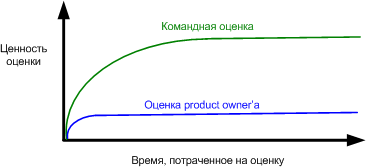 Командная оценка
Ценность
оценки
Оценка product owner'а
Время, потраченное на оценку